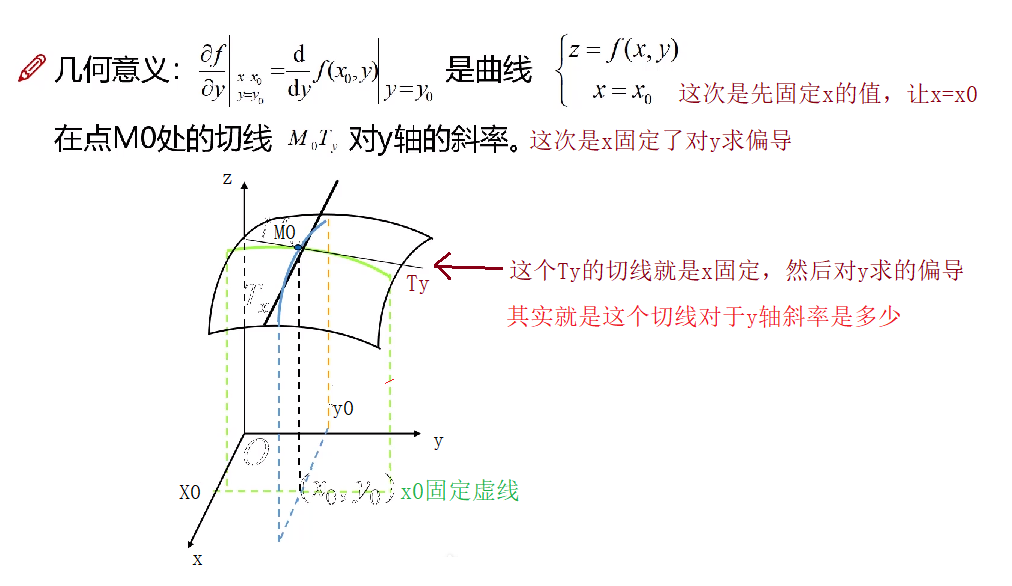 几何意义：∂f/∂y|x=x₀ y=y₀ = d/dy f(x₀,y)|y=y₀ 是曲线 {z = f(x, y)
x = x₀ 这次是先固定x的值，让x=x0
在点M0处的切线 M₀Ty 对y轴的斜率。这次是x固定了对y求偏导
z
M0
这个Ty的切线就是x固定，然后对y求的偏导
Ty
Tx
其实就是这个切线对于y轴斜率是多少
y0
y
O
X0
(x₀, y₀) x0固定虚线
x